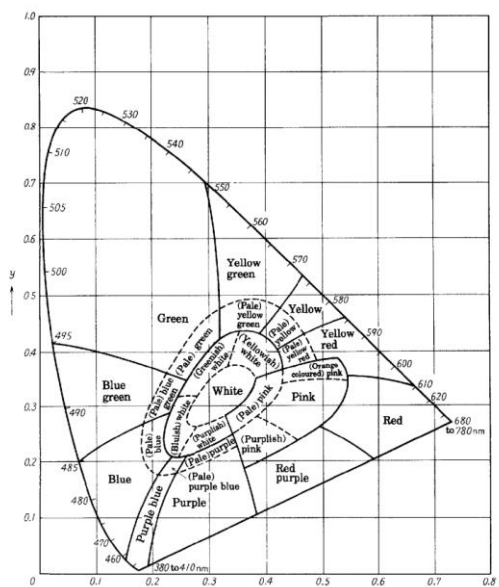 1.0
0.9
520
530
0.8
540
510
0.7
550
505
560
Yellow
green
0.6
570
y
500
(Pale)
yellow
green
Yellow
580
0.5
Green
(Pale)
yellow
Yellow
red
590
495
(Pale) green
(Greenish)
white
(Yellowish)
white
(Pale)
yellow
red
0.4
(Pale) blue
green
(Orange
coloured) pink
600
Blue
green
White
610
Pink
620
(Pale) pink
0.3
490
(Bluish) white
(Purplish)
white
Red
680
to 780nm
(Pale)
blue
(Purplish)
pink
485
(Pale) purple
0.2
Blue
(Pale)
purple blue
Red
purple
480
Purple
Purple blue
0.1
470
460
380 to 410nm
0
0.1
0.2
0.3
0.4
0.5
0.6
0.7
0.8